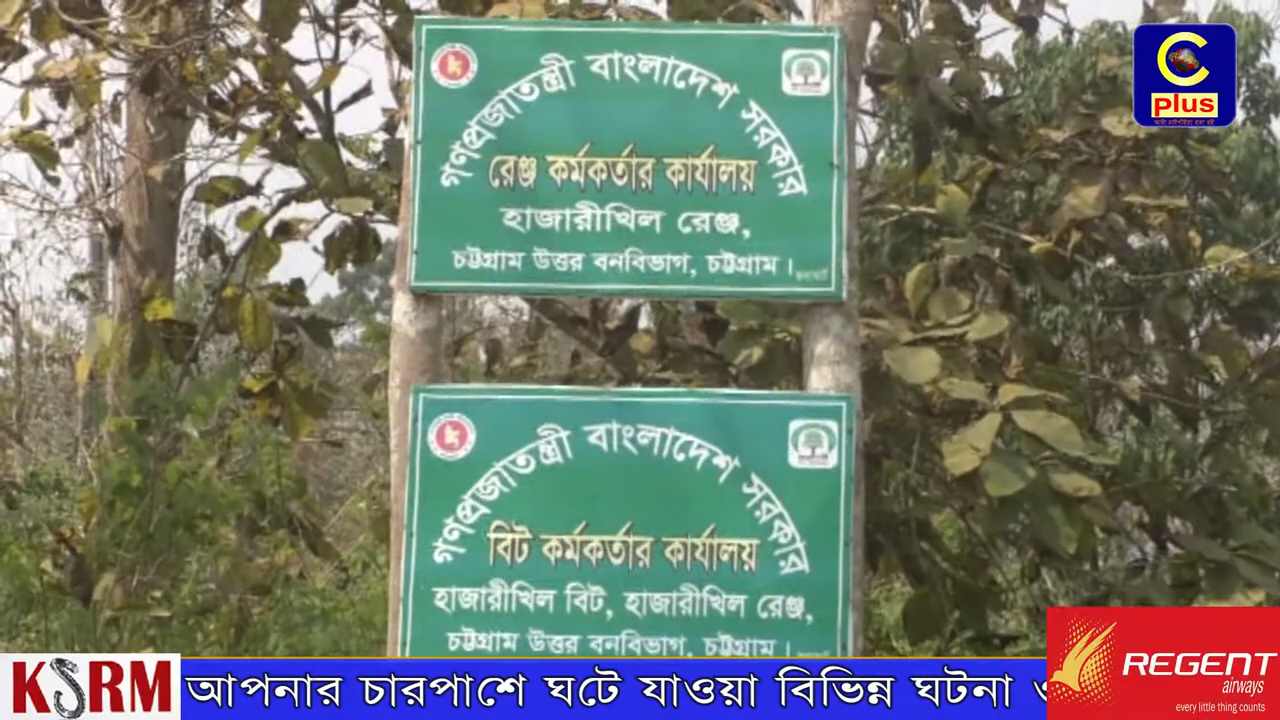 গণপ্রজাতন্ত্রী বাংলাদেশ সরকার
রেঞ্জ কর্মকর্তার কার্যালয়
হাজারীখিল রেঞ্জ,
চট্টগ্রাম উত্তর বনবিভাগ, চট্টগ্রাম।
গণপ্রজাতন্ত্রী বাংলাদেশ সরকার
বিট কর্মকর্তার কার্যালয়
হাজারীখিল বিট, হাজারীখিল রেঞ্জ,
চট্টগ্রাম উত্তর বনবিভাগ, চট্টগ্রাম।
C
plus
KSRM
আপনার চারপাশে ঘটে যাওয়া বিভিন্ন ঘটনা
REGENT
airways
every little thing counts